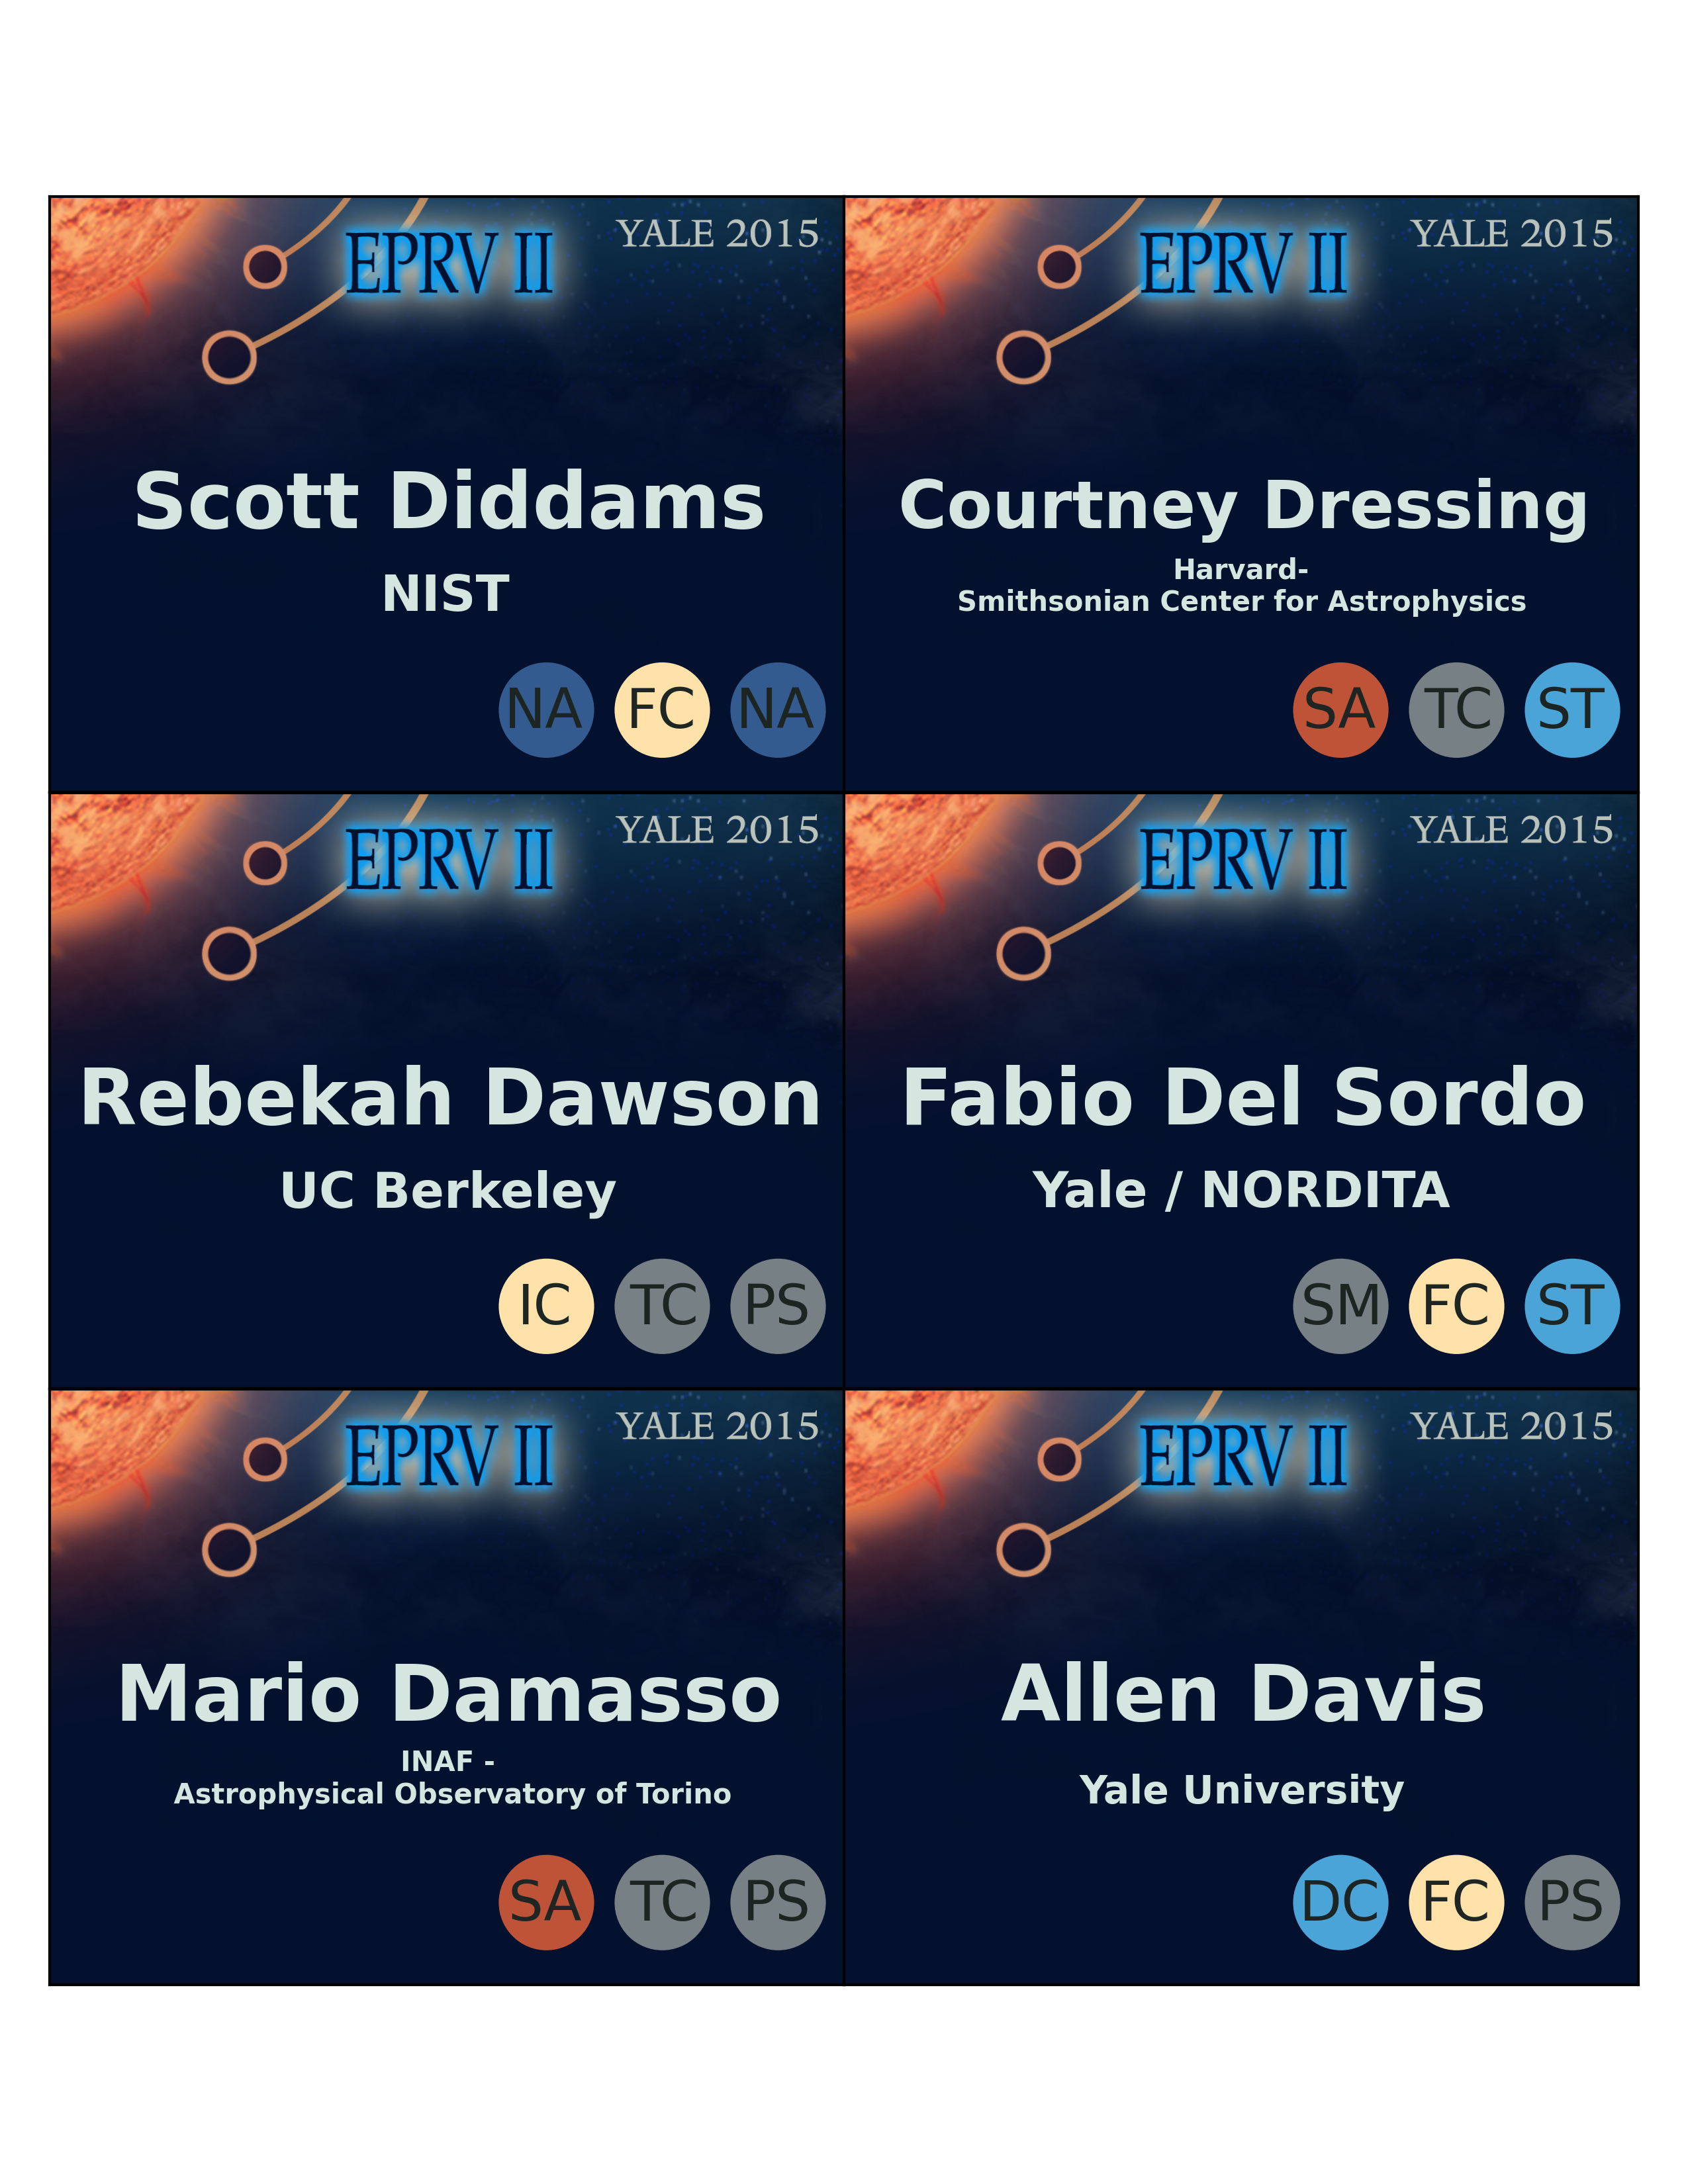 EPRV II
YALE 2015
Scott Diddams
NIST
NA FC NA
EPRV II
YALE 2015
Courtney Dressing
Harvard-
Smithsonian Center for Astrophysics
SA TC ST
EPRV II
YALE 2015
Rebekah Dawson
UC Berkeley
IC TC PS
EPRV II
YALE 2015
Fabio Del Sordo
Yale / NORDITA
SM FC ST
EPRV II
YALE 2015
Mario Damasso
INAF -
Astrophysical Observatory of Torino
SA TC PS
EPRV II
YALE 2015
Allen Davis
Yale University
DC FC PS